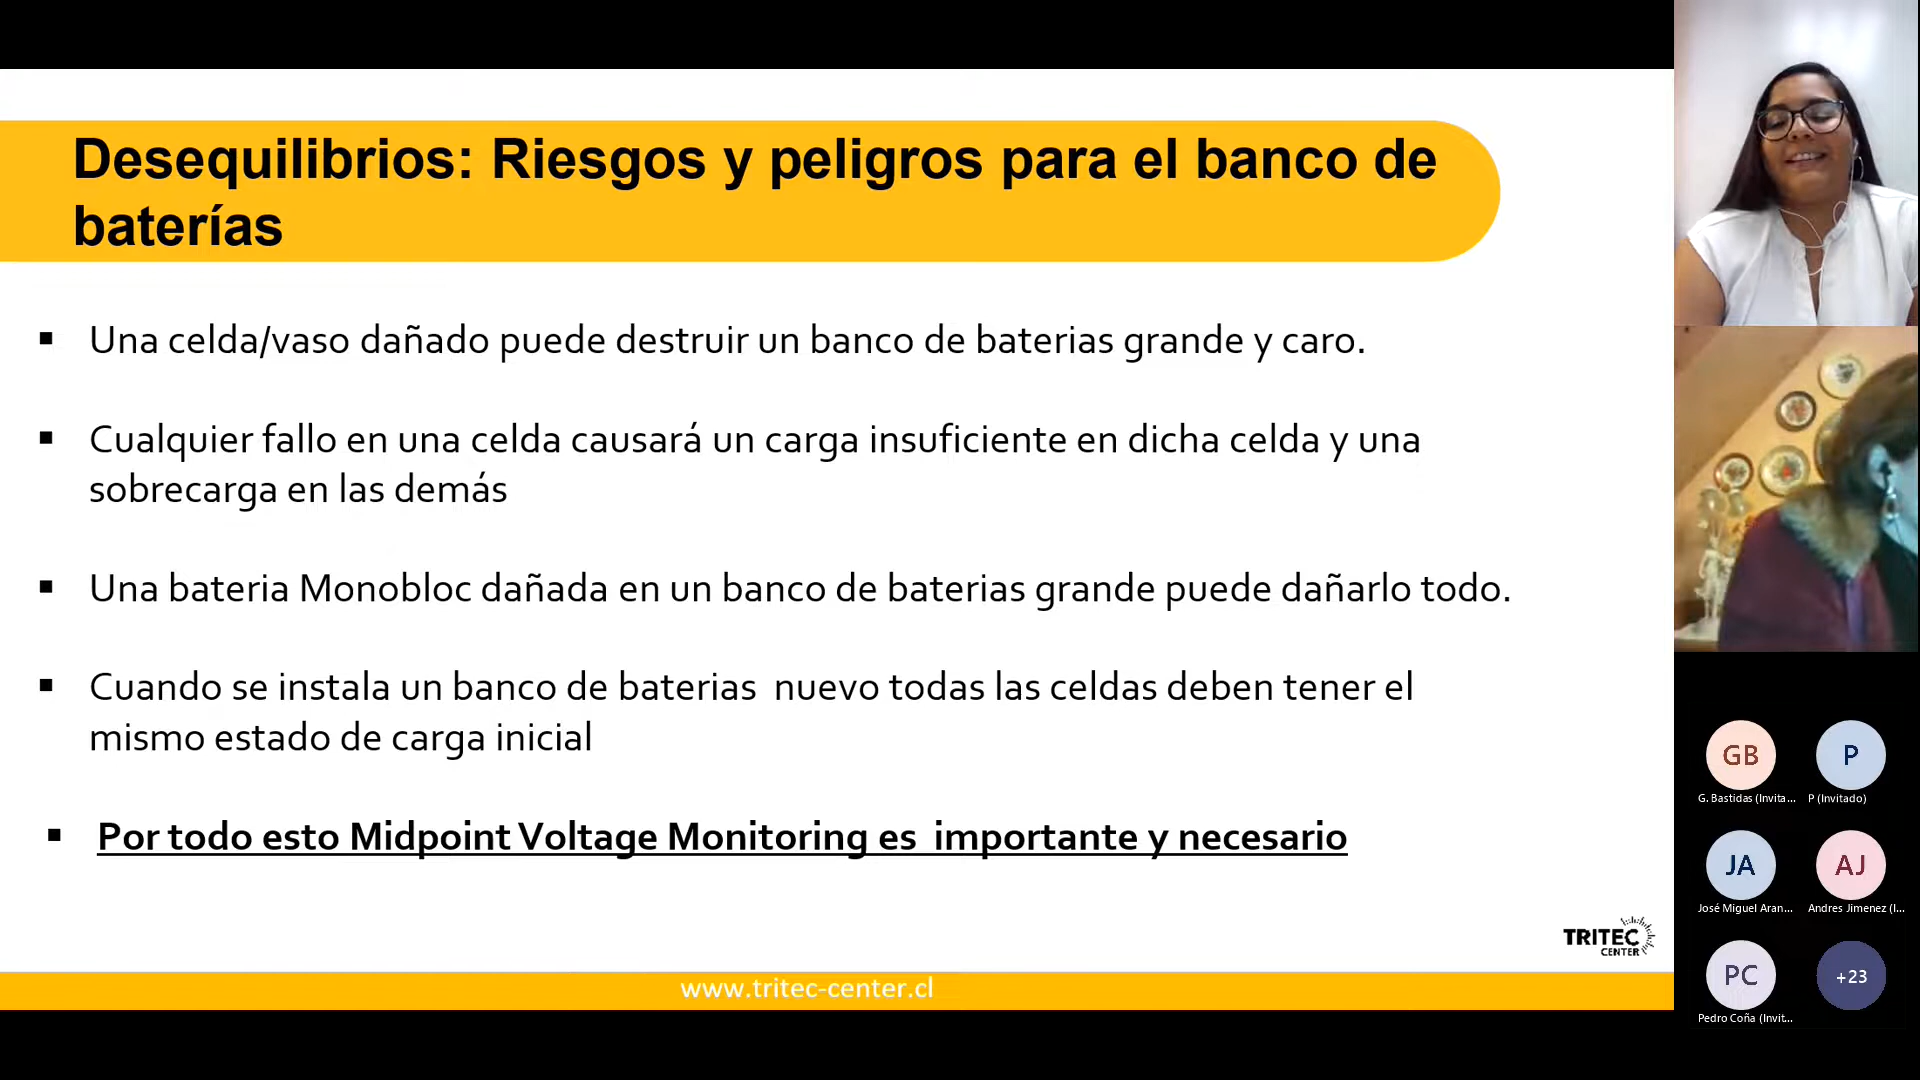 Desequilibrios: Riesgos y peligros para el banco de
baterías
▪ Una celda/vaso dañado puede destruir un banco de baterias grande y caro.
▪ Cualquier fallo en una celda causará un carga insuficiente en dicha celda y una
sobrecarga en las demás
▪ Una bateria Monobloc dañada en un banco de baterias grande puede dañarlo todo.
▪ Cuando se instala un banco de baterias  nuevo todas las celdas deben tener el
mismo estado de carga inicial
▪ Por todo esto Midpoint Voltage Monitoring es  importante y necesario
TRITEC
CENTER
www.tritec-center.cl
GB
G. Bastidas (Invita...
P
P (Invitado)
JA
José Miguel Aran...
AJ
Andres Jimenez (I...
PC
Pedro Coña (Invit...
+23